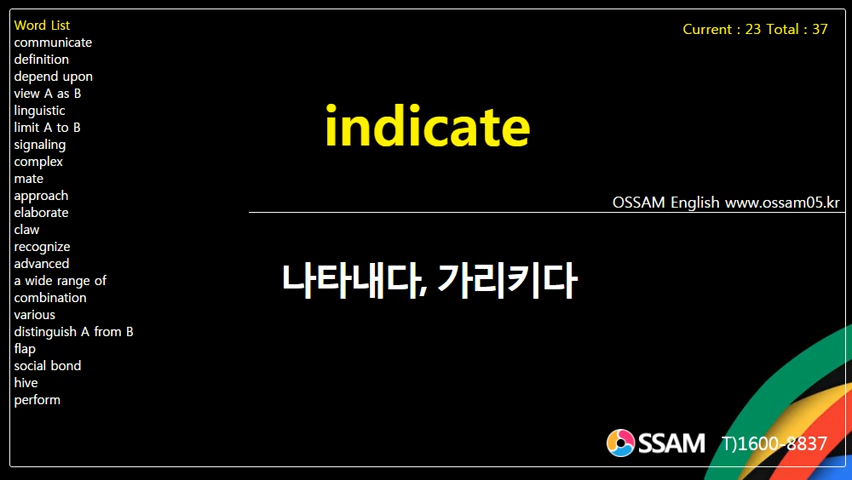 Word List
communicate
definition
depend upon
view A as B
linguistic
limit A to B
signaling
complex
mate
approach
elaborate
claw
recognize
advanced
a wide range of
combination
various
distinguish A from B
flap
social bond
hive
perform
Current : 23 Total : 37
indicate
OSSAM English www.ossam05.kr
나타내다, 가리키다
OSSAM T)1600-8837